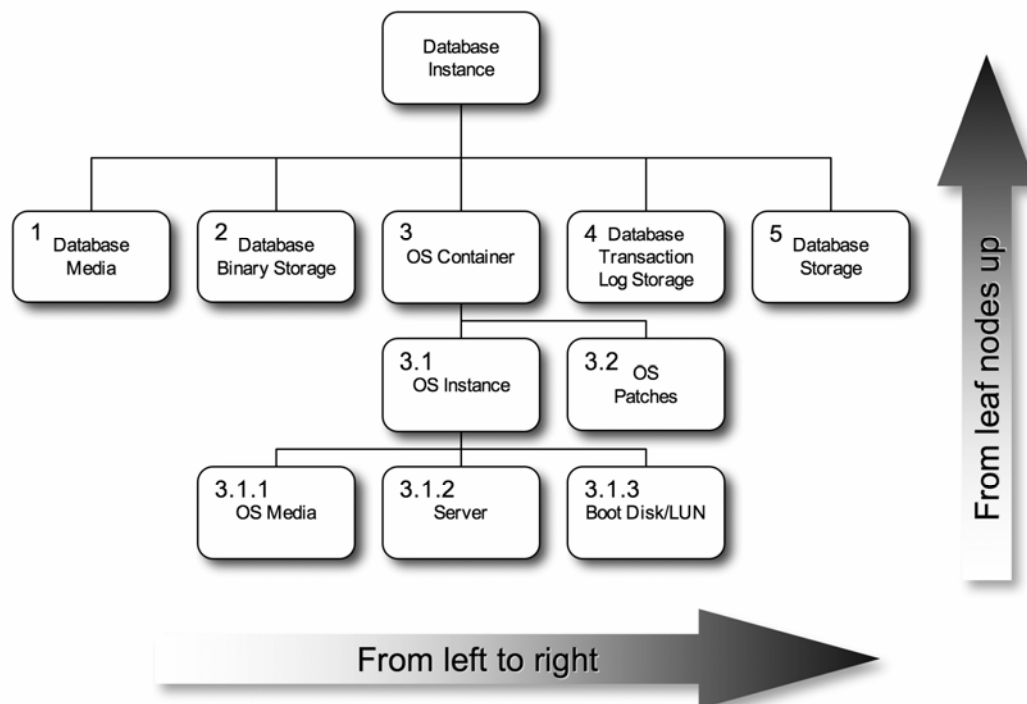 Database
Instance
1 Database
Media
2 Database
Binary Storage
3
OS Container
4 Database
Transaction
Log Storage
5 Database
Storage
3.1
OS Instance
3.2 OS
Patches
3.1.1
OS Media
3.1.2
Server
3.1.3
Boot Disk/LUN
From left to right
From leaf nodes up